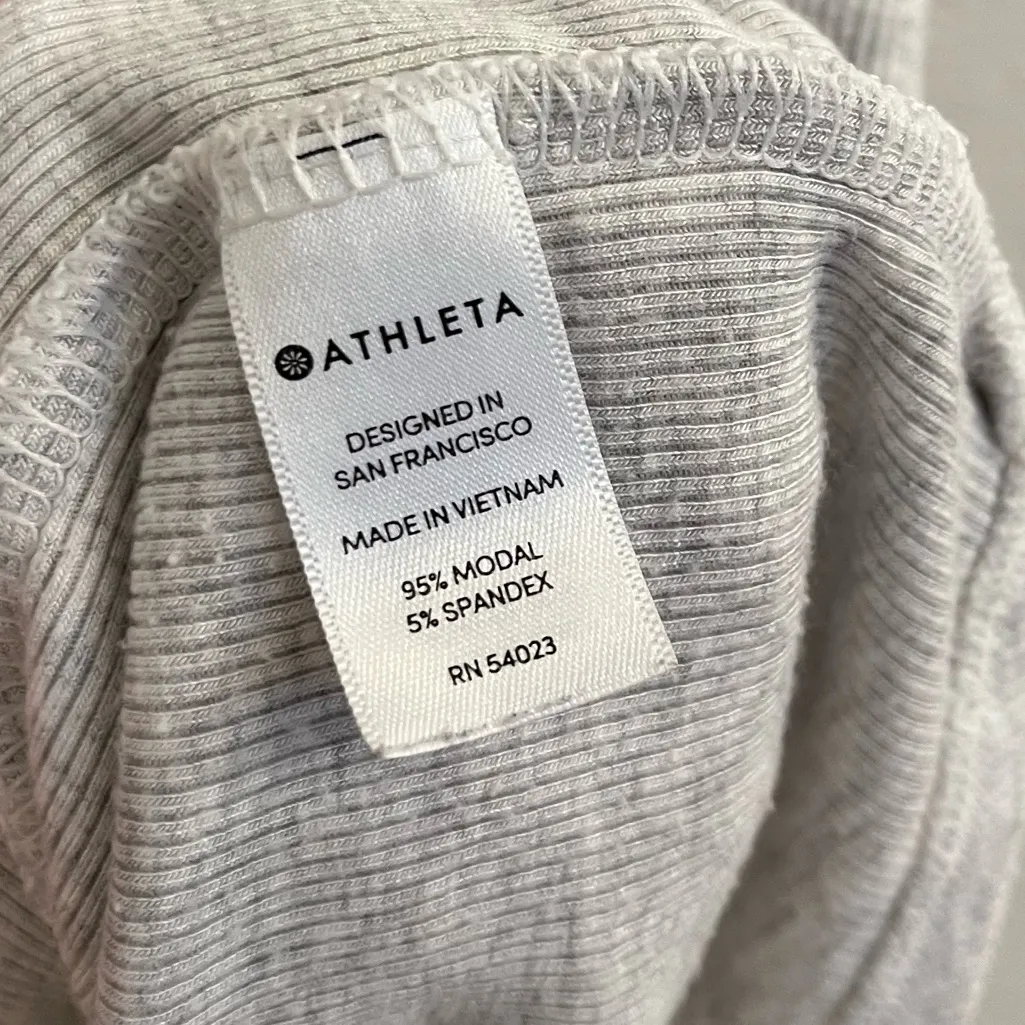 ATHLETA
DESIGNED IN
SAN FRANCISCO
MADE IN VIETNAM
95% MODAL
5% SPANDEX
RN 54023